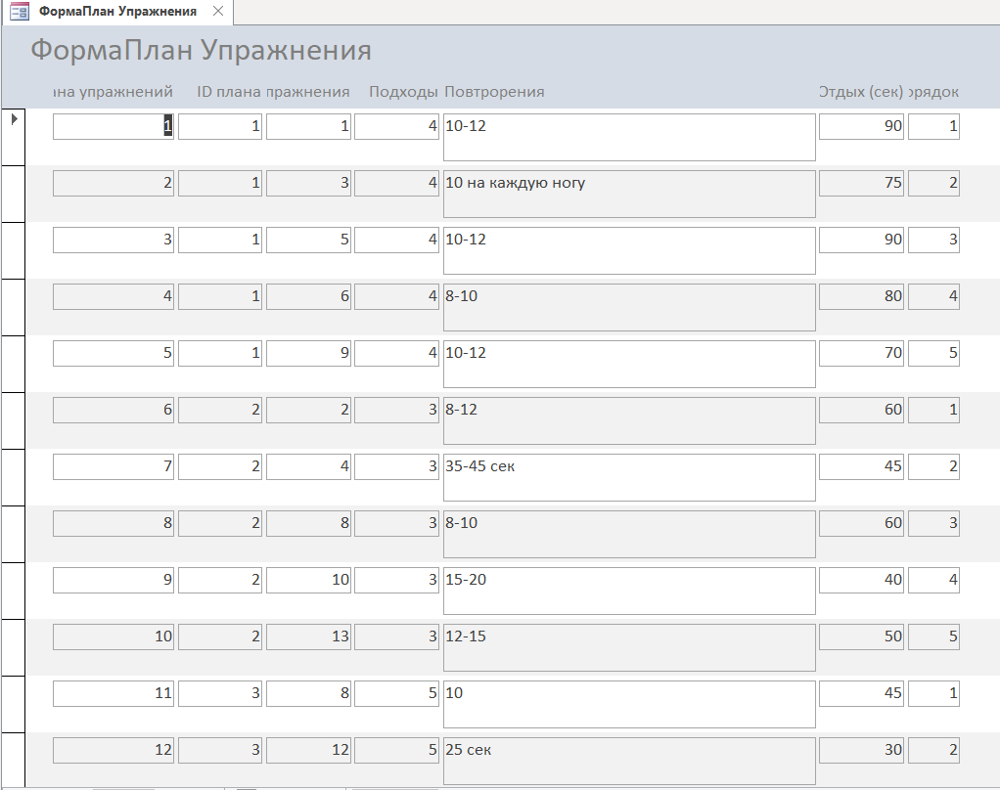 ФормаПлан Упражнения
ФормаПлан Упражнения
упражнений ID плана Подходы Повтрорения Отдых (сек)
1 1 1 4 10-12 90 1
2 1 3 4 10 на каждую ногу 75 2
3 1 5 4 10-12 90 3
4 1 6 4 8-10 80 4
5 1 9 4 10-12 70 5
6 2 2 3 8-12 60 1
7 2 4 3 35-45 сек 45 2
8 2 8 3 8-10 60 3
9 2 10 3 15-20 40 4
10 2 13 3 12-15 50 5
11 3 8 5 10 45 1
12 3 12 5 25 сек 30 2